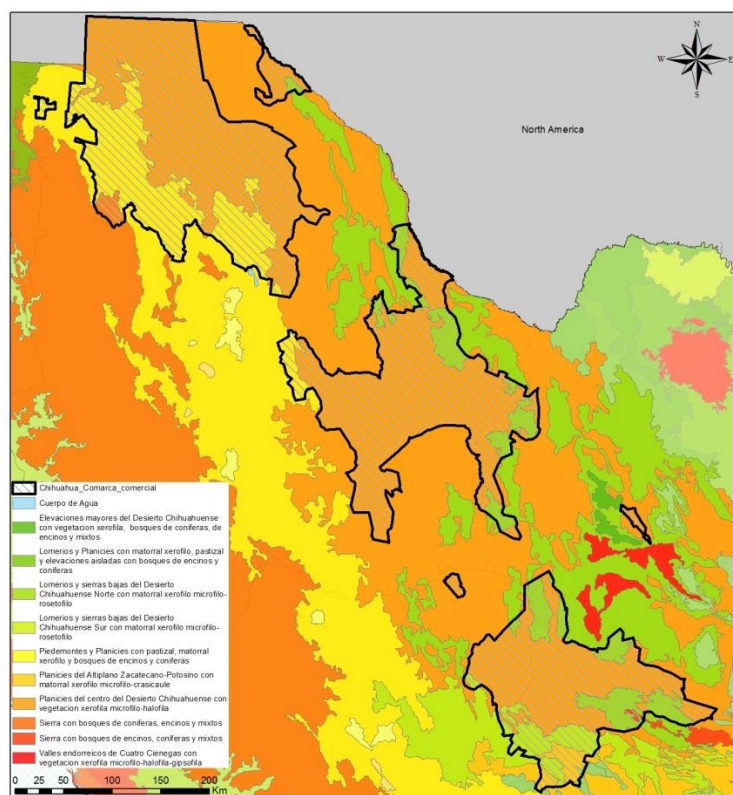 N
W
E
S
North America
Chihuahua_Comarca_comercial
Cuerpo de Agua
Elevaciones mayores del Desierto Chihuahuense
con vegetacion xerofila, bosques de coniferas, de
encinos y mixtos
Lomerios y Planicies con matorral xerofilo, pastizal
y elevaciones aisladas con bosques de encinos y
coniferas
Lomerios y sierras bajas del Desierto
Chihuahuense Norte con matorral xerofilo microfilo-
rosetofilo
Lomerios y sierras bajas del Desierto
Chihuahuense Sur con matorral xerofilo microfilo-
rosetofilo
Piedemontes y Planicies con pastizal, matorral
xerofilo y bosques de encinos y coniferas
Planicies del Altiplano Zacatecano-Potosino con
matorral xerofilo microfilo-crasicaule
Planicies del centro del Desierto Chihuahuense con
vegetacion xerofila microfilo-halofila
Sierra con bosques de coniferas, encinos y mixtos
Sierra con bosques de encinos, coniferas y mixtos
Valles endorreicos de Cuatro Cienegas con
vegetacion xerofila microfilo-halofila-gipsofila
0 25 50 100 150 200
Km